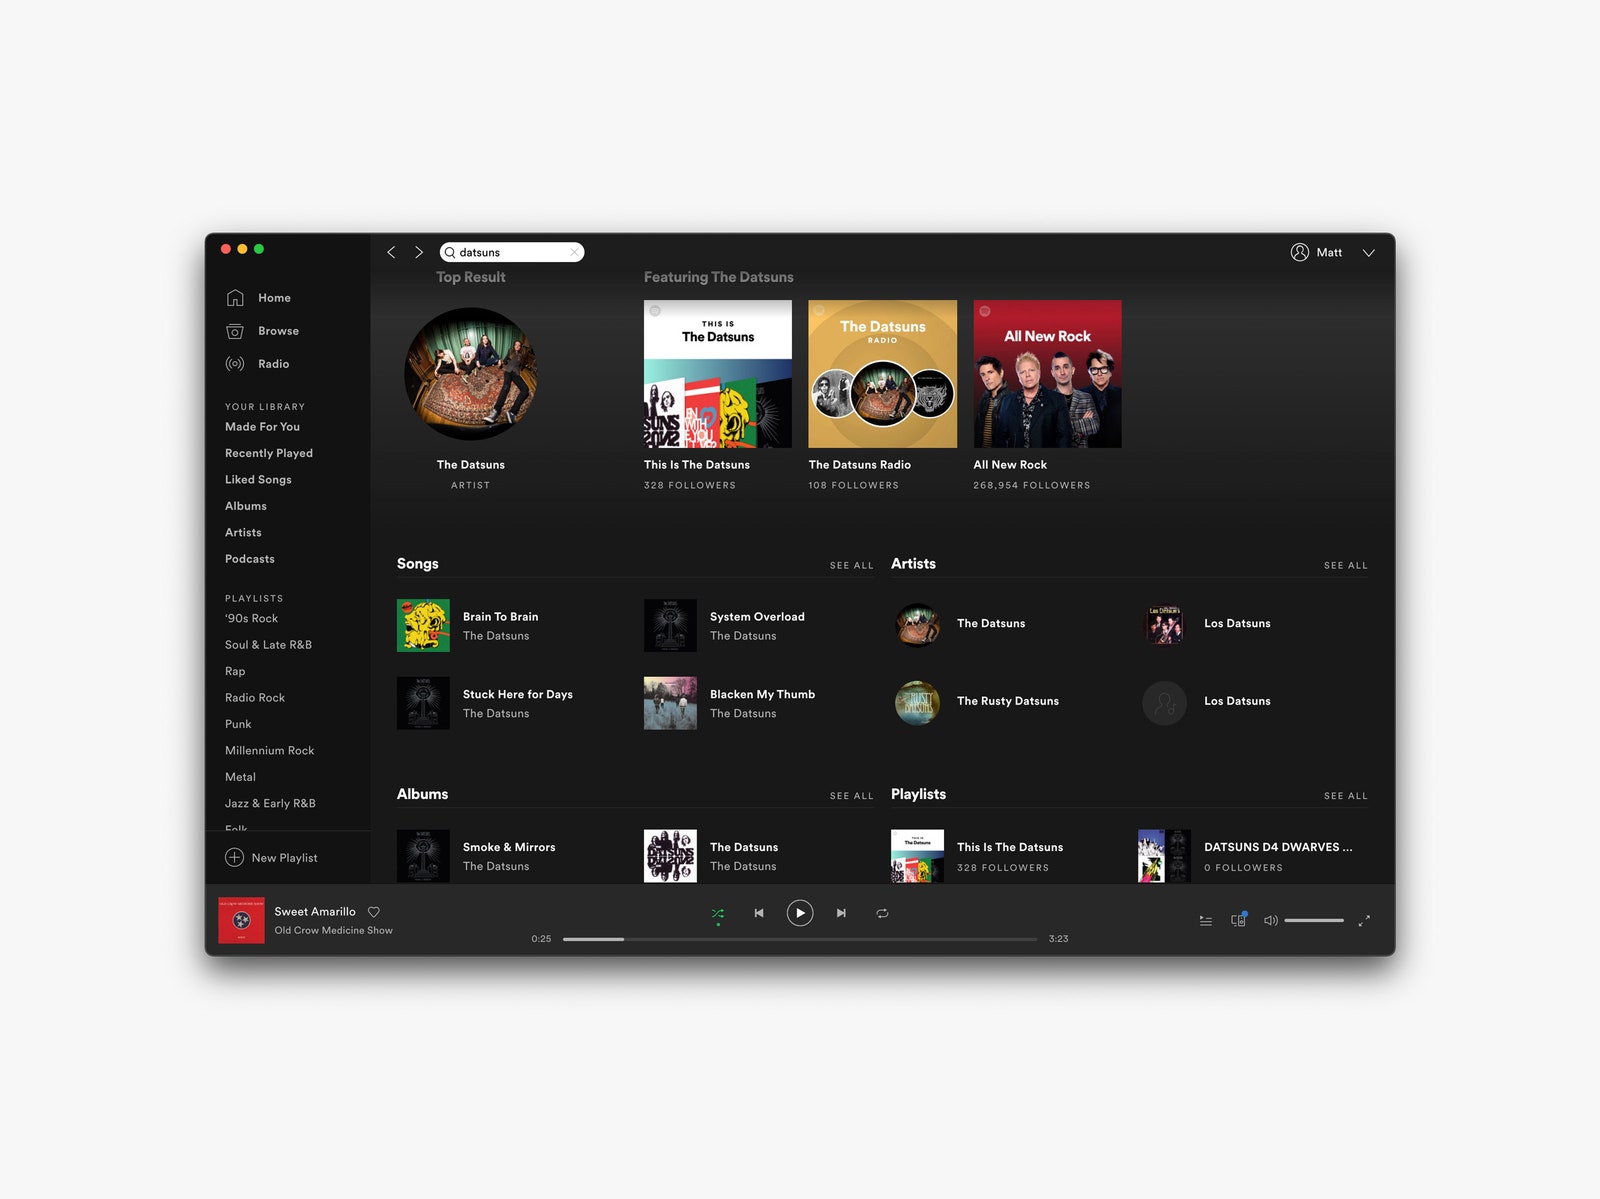 datsuns
Matt
Home
Browse
Radio
YOUR LIBRARY
Made For You
Recently Played
Liked Songs
Albums
Artists
Podcasts
PLAYLISTS
‘90s Rock
Soul & Late R&B
Rap
Radio Rock
Punk
Millennium Rock
Metal
Jazz & Early R&B
Folk
New Playlist
Top Result
The Datsuns
ARTIST
Featuring The Datsuns
THIS IS
The Datsuns
This Is The Datsuns
328 FOLLOWERS
The Datsuns
RADIO
The Datsuns Radio
108 FOLLOWERS
All New Rock
All New Rock
268,954 FOLLOWERS
Songs
SEE ALL
Brain To Brain
The Datsuns
System Overload
The Datsuns
Stuck Here for Days
The Datsuns
Blacken My Thumb
The Datsuns
Artists
SEE ALL
The Datsuns
Los Datsuns
The Rusty Datsuns
Los Datsuns
Albums
SEE ALL
Smoke & Mirrors
The Datsuns
The Datsuns
The Datsuns
Playlists
SEE ALL
THIS IS
The Datsuns
This Is The Datsuns
328 FOLLOWERS
DATSUNS D4 DWARVES ...
0 FOLLOWERS
Sweet Amarillo
Old Crow Medicine Show
0:25
3:23